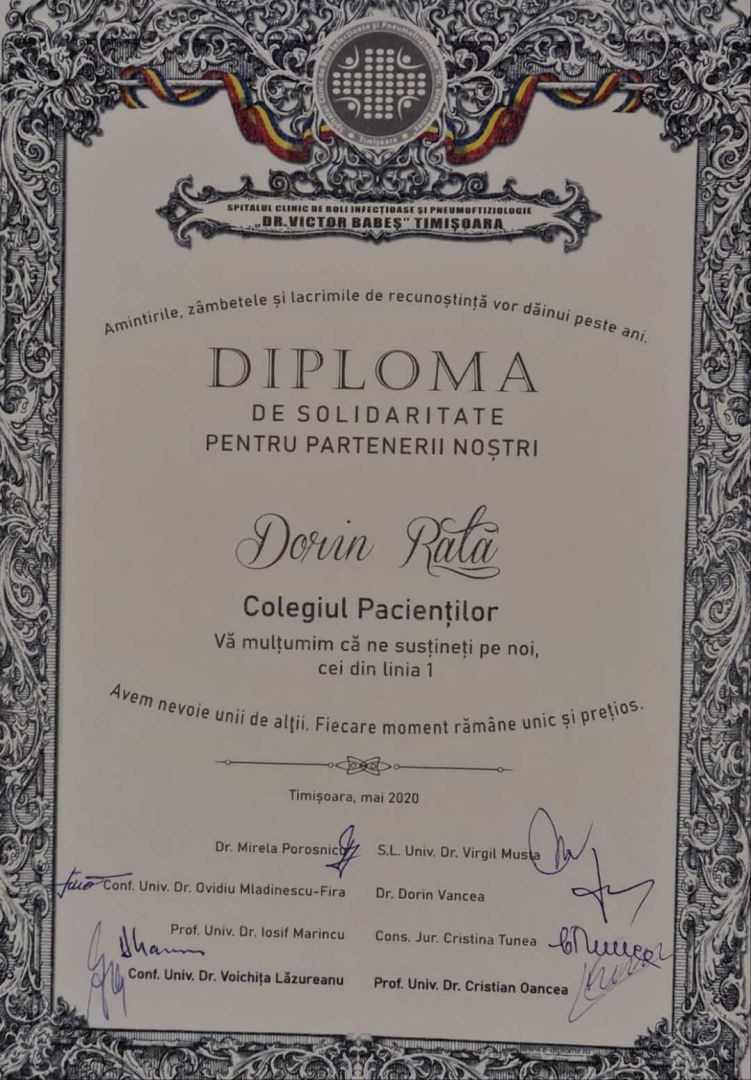 Timișoara
SPITALUL CLINIC DE BOLI INFECȚIOASE ȘI PNEUMOFTIZIOLOGIE
„DR.VICTOR BABEȘ" TIMIȘOARA
Amintirile, zâmbetele și lacrimile de recunoștință vor dăinui peste ani.
DIPLOMA
DE SOLIDARITATE
PENTRU PARTENERII NOȘTRI
Dorin Rată
Colegiul Pacienților
Vă mulțumim că ne susțineți pe noi,
cei din linia 1
Avem nevoie unii de alții. Fiecare moment rămâne unic și prețios.
Timișoara, mai 2020
Dr. Mirela Porosnicu
S.L. Univ. Dr. Virgil Musta
Conf. Univ. Dr. Ovidiu Mladinescu-Fira
Dr. Dorin Vancea
Prof. Univ. Dr. Iosif Marincu
Cons. Jur. Cristina Tunea
Conf. Univ. Dr. Voichița Lăzureanu
Prof. Univ. Dr. Cristian Oancea